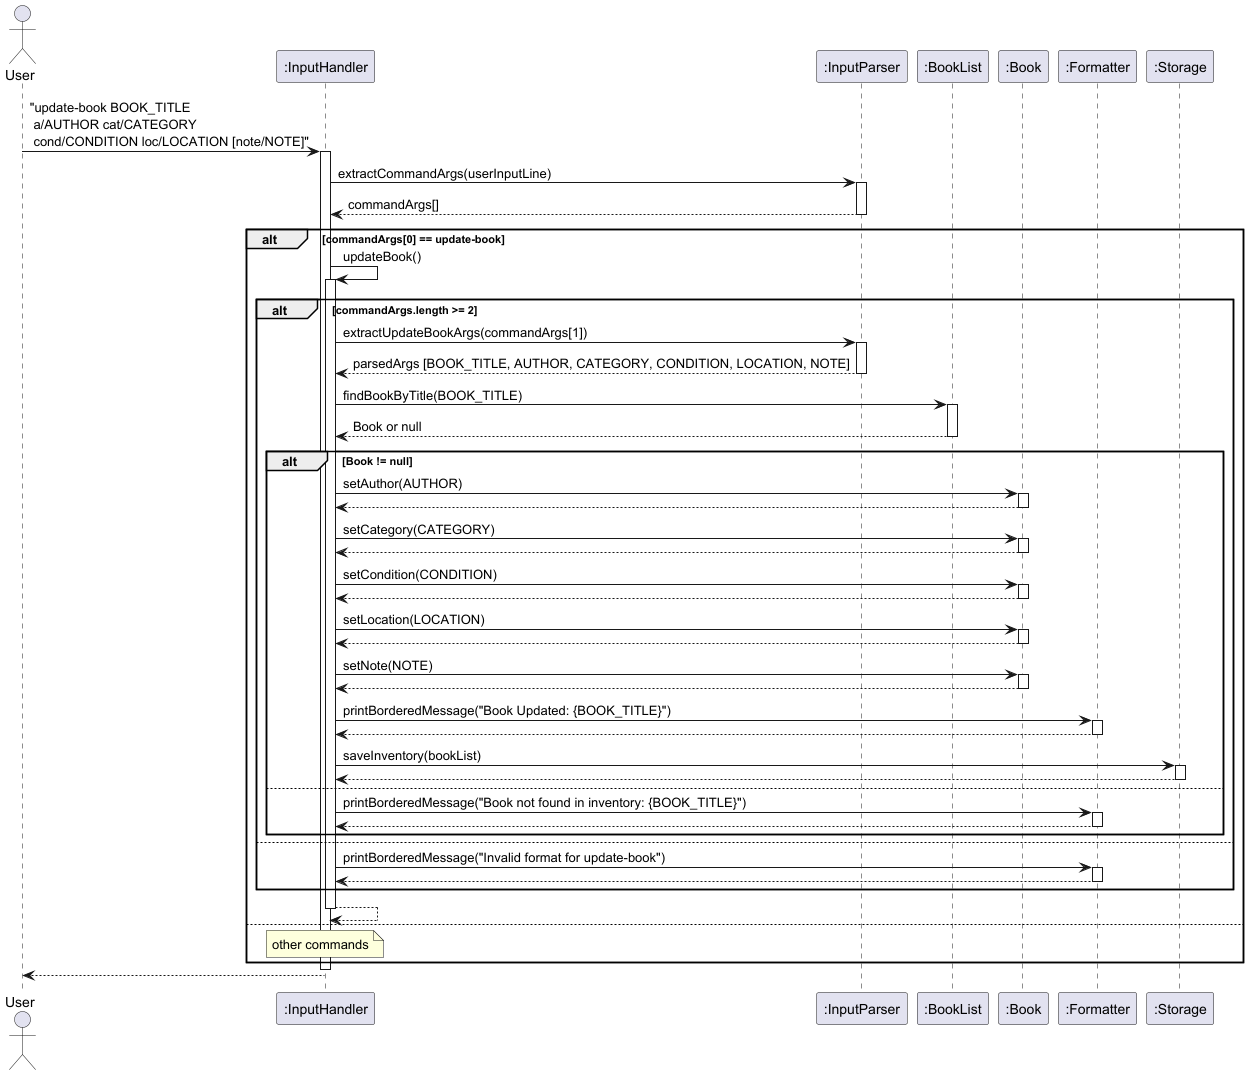 User
:InputHandler
:InputParser
:BookList
:Book
:Formatter
:Storage
"update-book BOOK_TITLE
a/AUTHOR cat/CATEGORY
cond/CONDITION loc/LOCATION [note/NOTE]"
extractCommandArgs(userInputLine)
commandArgs[]
alt
[commandArgs[0] == update-book]
updateBook()
alt
[commandArgs.length >= 2]
extractUpdateBookArgs(commandArgs[1])
parsedArgs [BOOK_TITLE, AUTHOR, CATEGORY, CONDITION, LOCATION, NOTE]
findBookByTitle(BOOK_TITLE)
Book or null
alt
[Book != null]
setAuthor(AUTHOR)
setCategory(CATEGORY)
setCondition(CONDITION)
setLocation(LOCATION)
setNote(NOTE)
printBorderedMessage("Book Updated: {BOOK_TITLE}")
saveInventory(bookList)
printBorderedMessage("Book not found in inventory: {BOOK_TITLE}")
printBorderedMessage("Invalid format for update-book")
other commands
User
:InputHandler
:InputParser
:BookList
:Book
:Formatter
:Storage